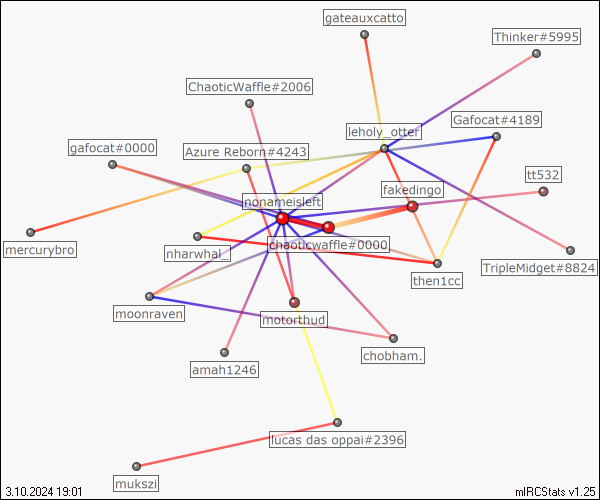 gateauxcatto
Thinker#5995
ChaoticWaffle#2006
Gafocat#4189
leholy_otter
gafocat#0000
Azure Reborn#4243
tt532
fakedingo
nonameisleft
chaoticwaffle#0000
mercurybro
nharwhal_
TripleMidget#8824
then1cc
moonraven
motorthud
chobham.
amah1246
lucas das oppai#2396
mukszi
3.10.2024 19:01
mIRCStats v1.25